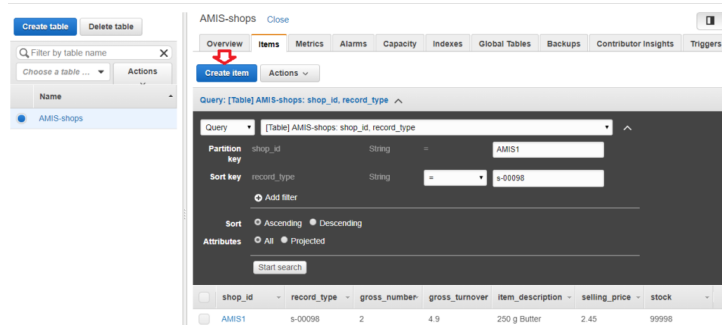 Create table Delete table
Filter by table name
Choose a table ... Actions
Name
AMIS-shops
AMIS-shops Close
Overview Items Metrics Alarms Capacity Indexes Global Tables Backups Contributor Insights Triggers
Create item Actions
Query: [Table] AMIS-shops: shop_id, record_type
Query [Table] AMIS-shops: shop_id, record_type
Partition key shop_id String = AMIS1
Sort key record_type String = s-00098
Add filter
Sort Ascending Descending
Attributes All Projected
Start search
shop_id record_type gross_number gross_turnover item_description selling_price stock
AMIS1 s-00098 2 4.9 250 g Butter 2.45 99998